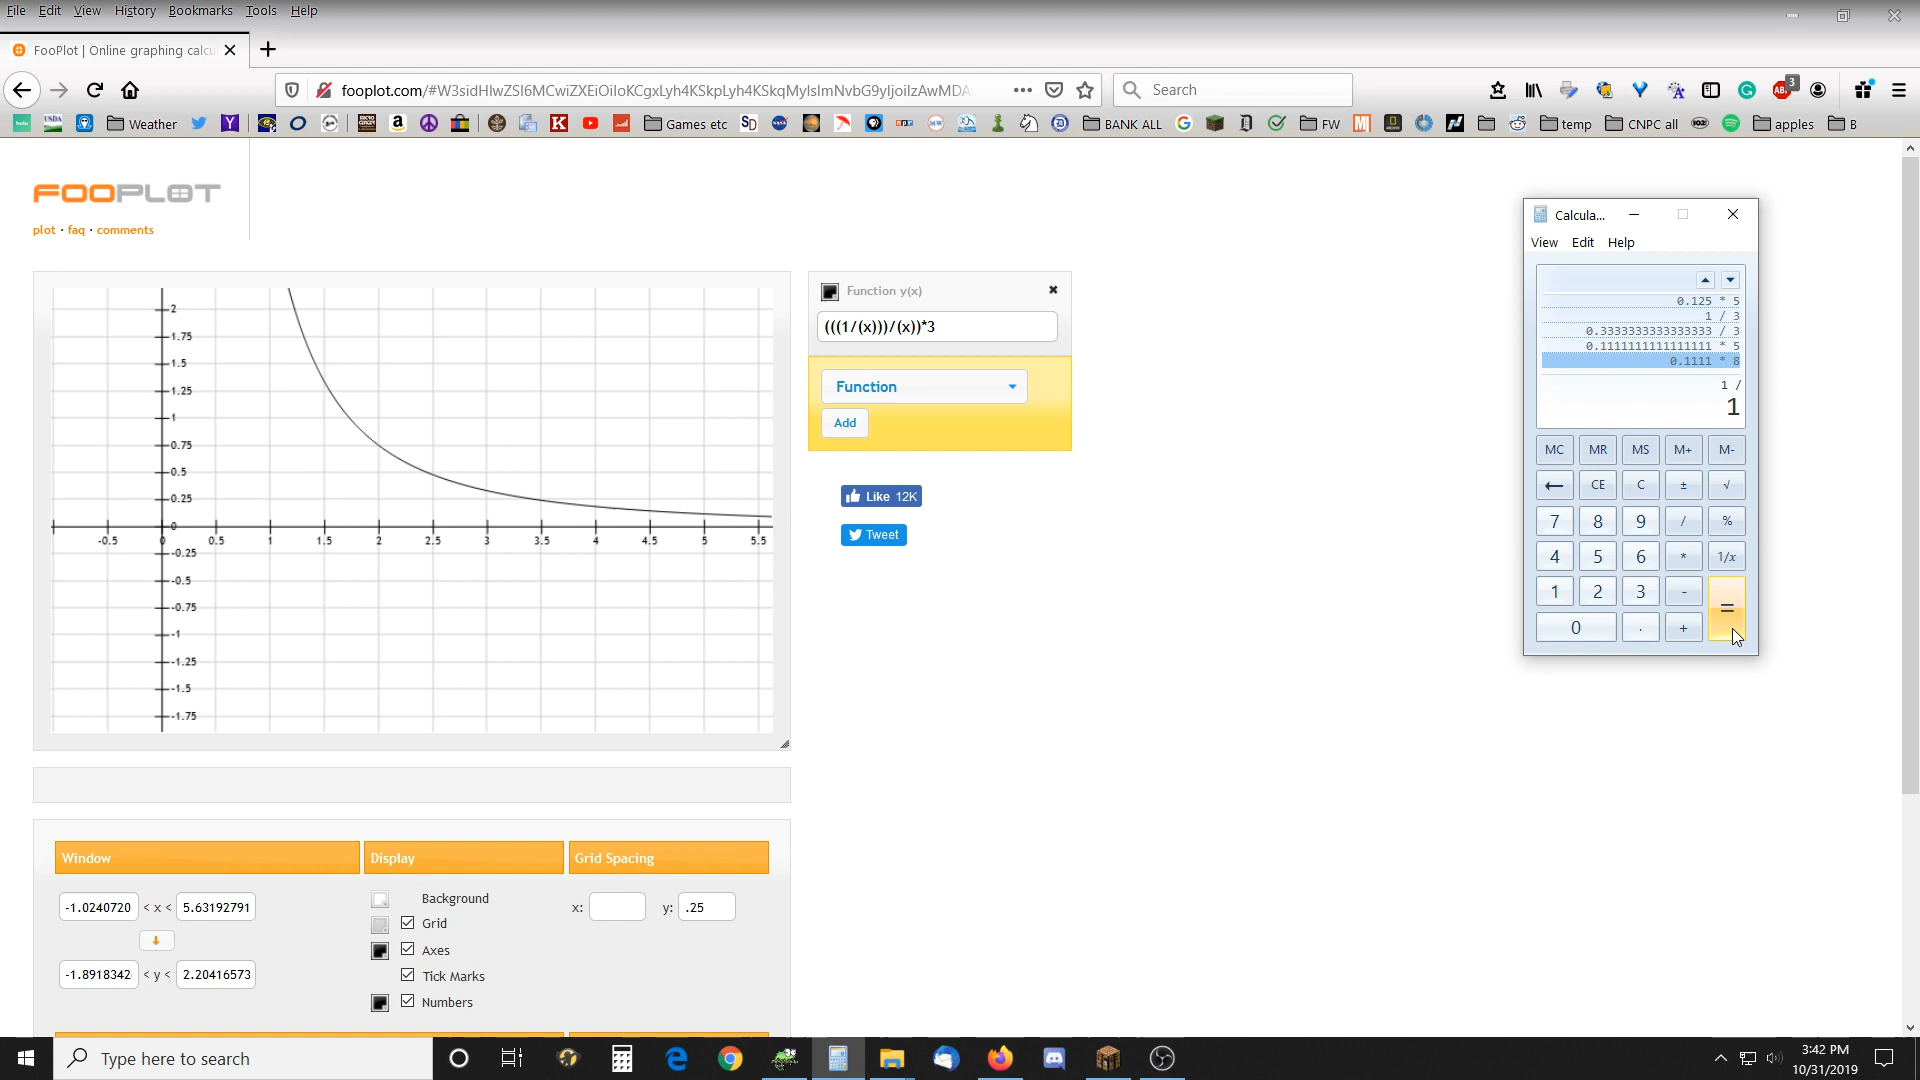 File Edit View History Bookmarks Tools Help
FooPlot | Online graphing calcu
fooplot.com/#W3sidHlwZSI6MCwiZXEiOiIoKCgxLyh4KSkpLyh4KSkqMyIsImNvbG9yIjoiIzAwMDA
Search
3
Weather
Games etc
BANK ALL
FW
temp
CNPC all
apples
B
FOOPLOT
plot · faq · comments
Function y(x)
(((1/(x)))/(x))*3
Function
Add
Like 12K
Tweet
2
1.75
1.5
1.25
1
0.75
0.5
0.25
0
-0.5 0 0.5 1 1.5 2 2.5 3 3.5 4 4.5 5 5.5
-0.25
-0.5
-0.75
-1
-1.25
-1.5
-1.75
Window
-1.0240720 < x < 5.63192791
-1.8918342 < y < 2.20416573
Display
Background
Grid
Axes
Tick Marks
Numbers
Grid Spacing
x: y: .25
Calcula...
View Edit Help
0.125 * 5
1 / 3
0.3333333333333333 / 3
0.1111111111111111 * 5
0.1111 * 8
1 /
1
MC MR MS M+ M-
← CE C ± √
7 8 9 / %
4 5 6 * 1/x
1 2 3 - =
0 . +
Type here to search
3:42 PM
10/31/2019